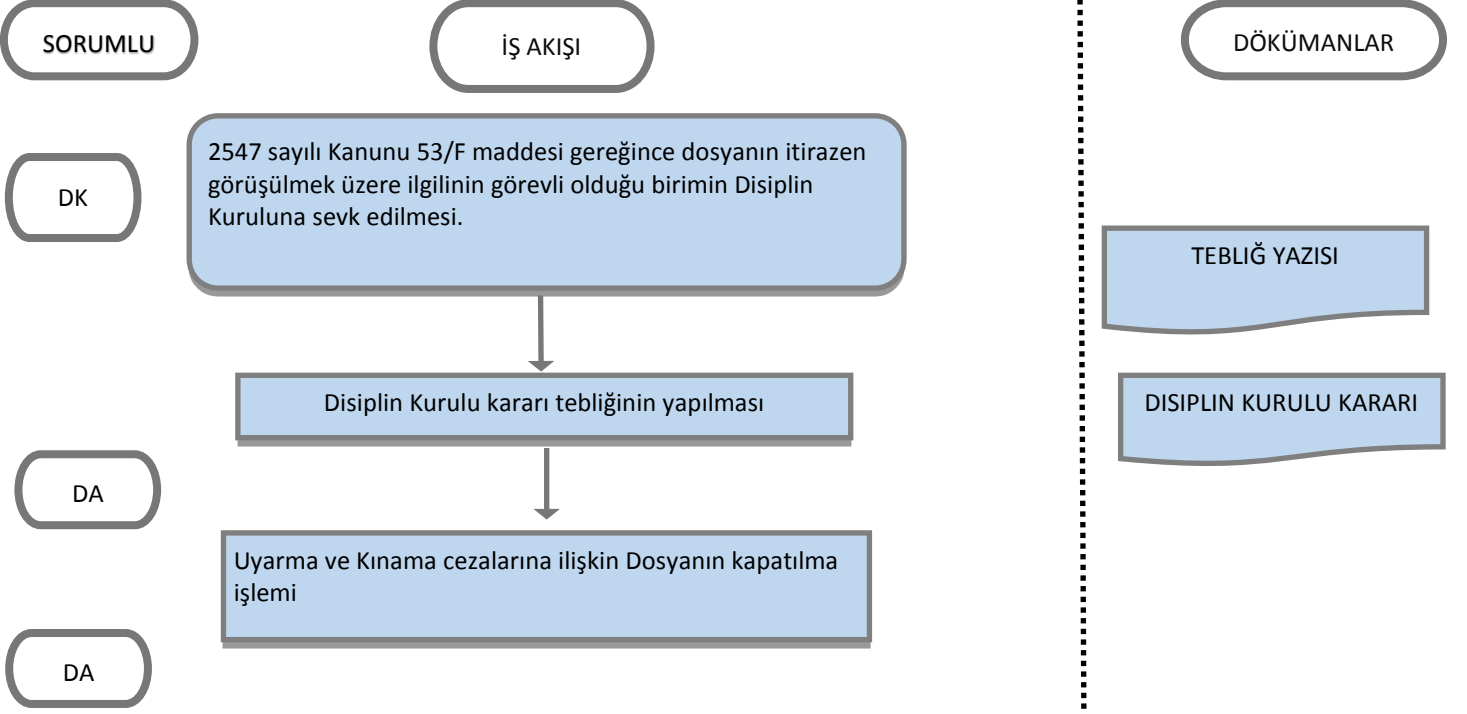 SORUMLU
İŞ AKIŞI
DÖKÜMANLAR
DK
2547 sayılı Kanunu 53/F maddesi gereğince dosyanın itirazen
görüşülmek üzere ilgilinin görevli olduğu birimin Disiplin
Kuruluna sevk edilmesi.
TEBLIĞ YAZISI
Disiplin Kurulu kararı tebliğinin yapılması
DISIPLIN KURULU KARARI
DA
Uyarma ve Kınama cezalarına ilişkin Dosyanın kapatılma
işlemi
DA